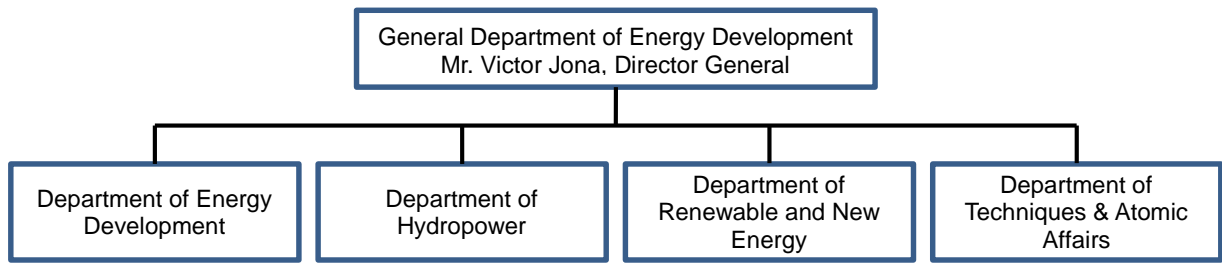 General Department of Energy Development
Mr. Victor Jona, Director General
Department of Energy
Development
Department of
Hydropower
Department of
Renewable and New
Energy
Department of
Techniques & Atomic
Affairs